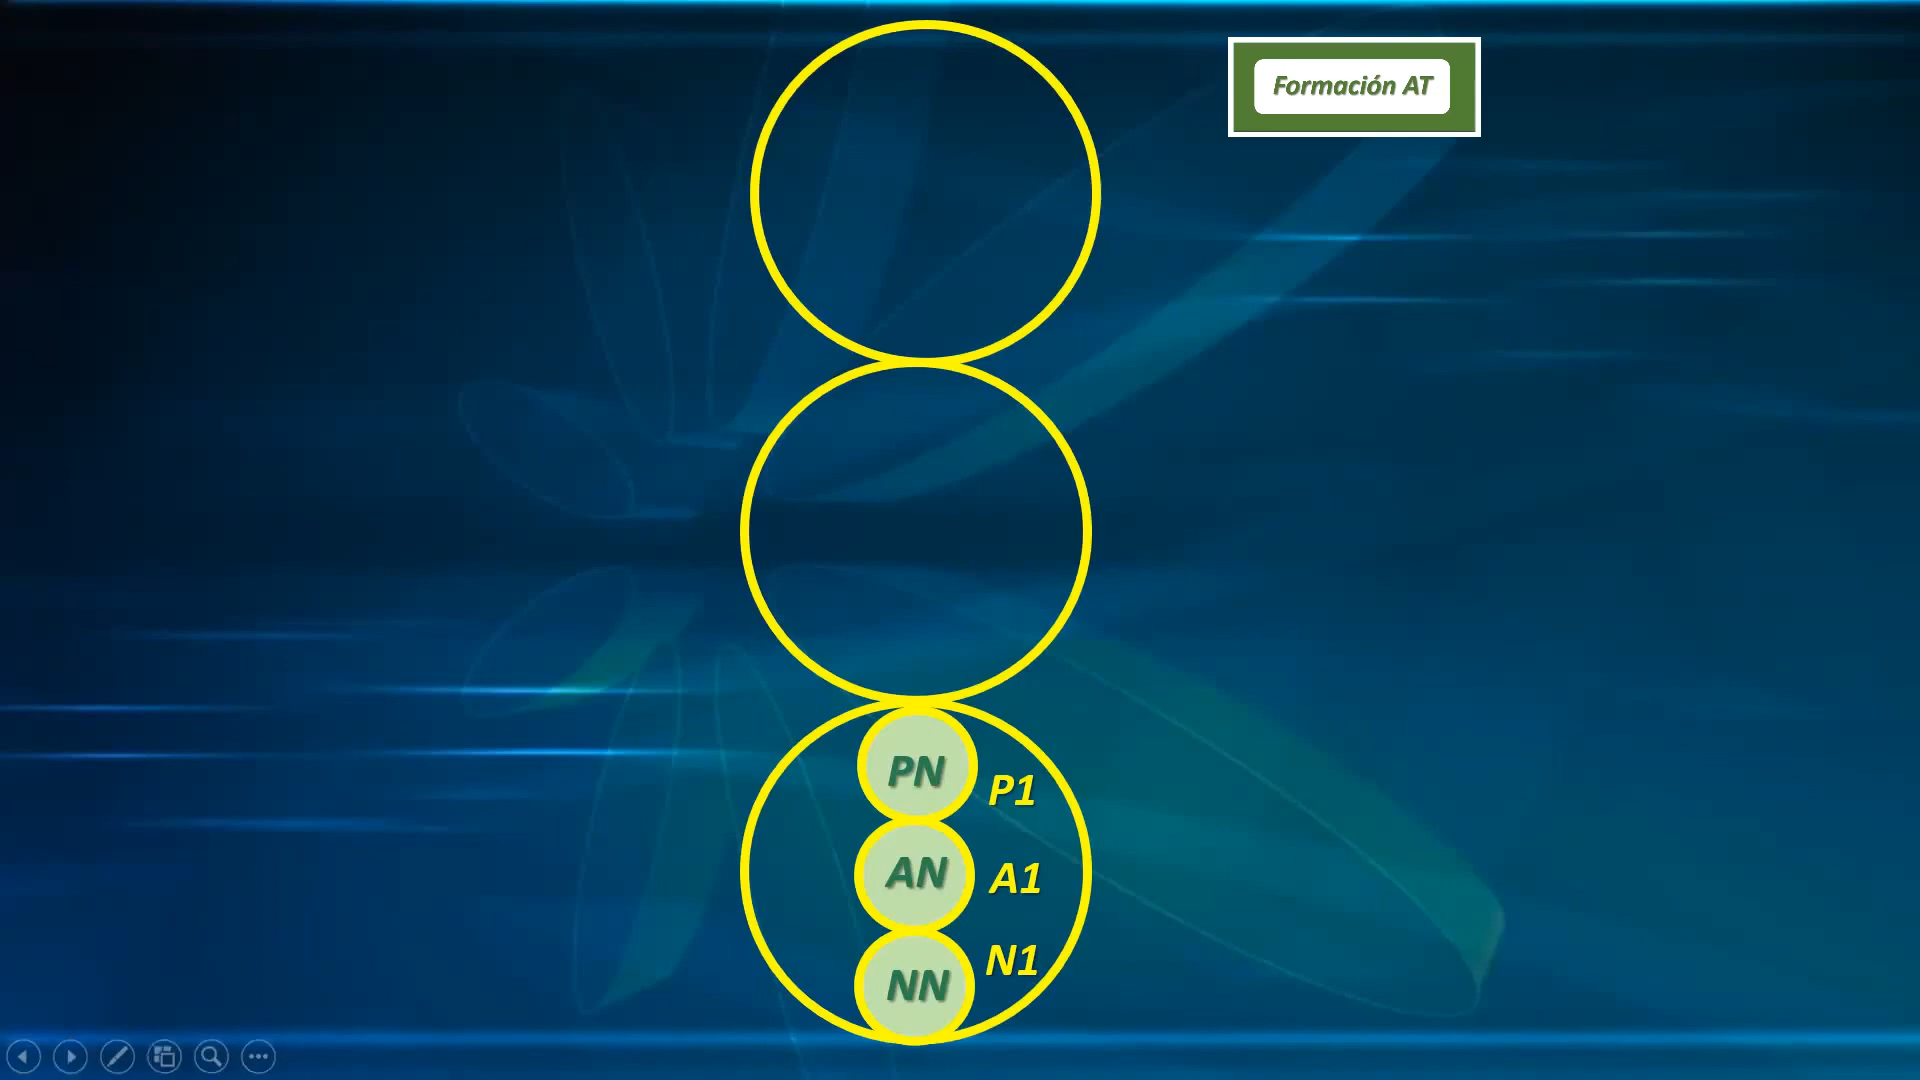 Formación AT
PN
P1
AN
A1
N1
NN